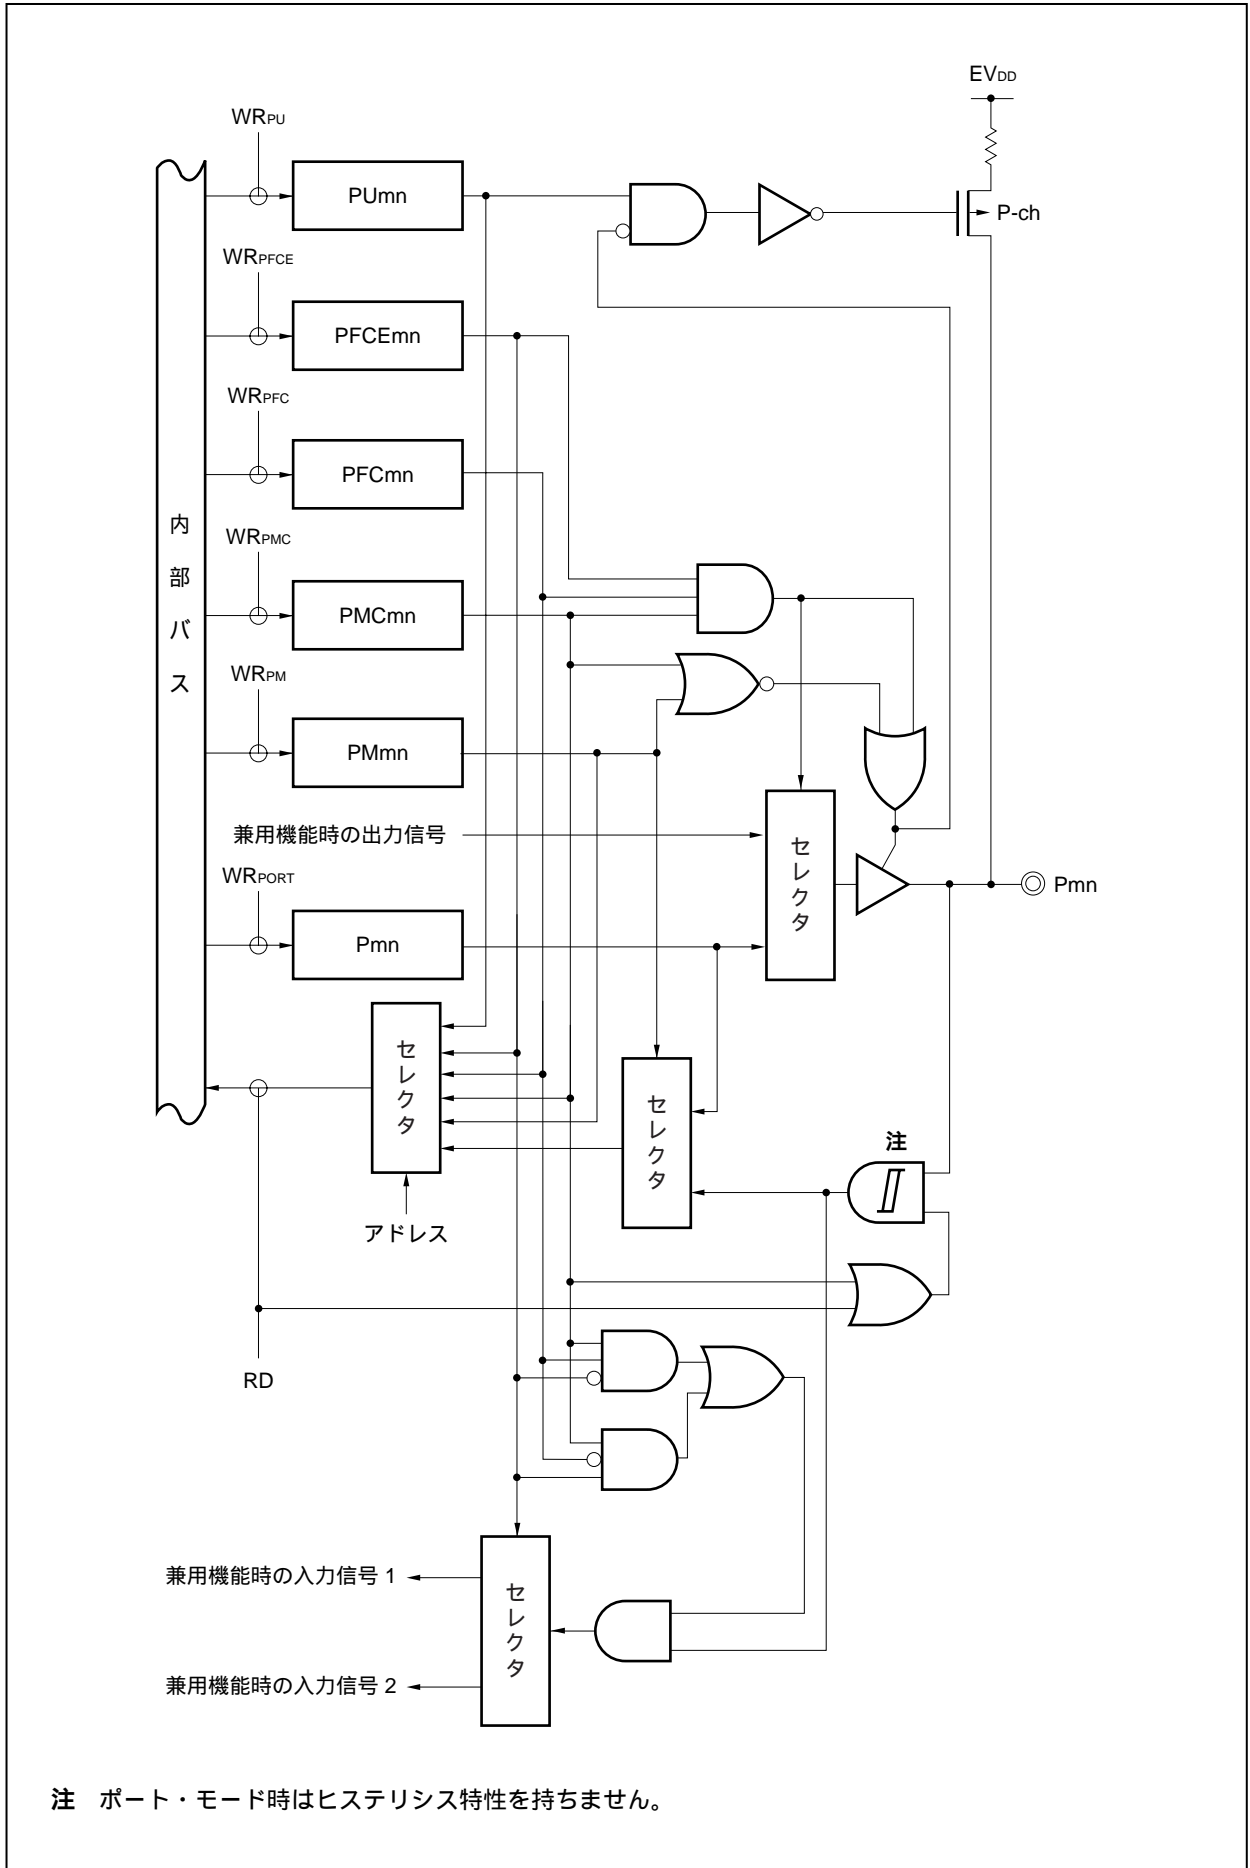 EVDD
WRPU
PUmn
P-ch
WRPFCE
PFCEmn
WRPFC
PFCmn
内部バス
WRPMC
PMCmn
WRPM
PMmn
兼用機能時の出力信号
セレクタ
WRPORT
Pmn
Pmn
セレクタ
セレクタ
注
アドレス
RD
兼用機能時の入力信号 1
セレクタ
兼用機能時の入力信号 2
注 ポート・モード時はヒステリシス特性を持ちません。